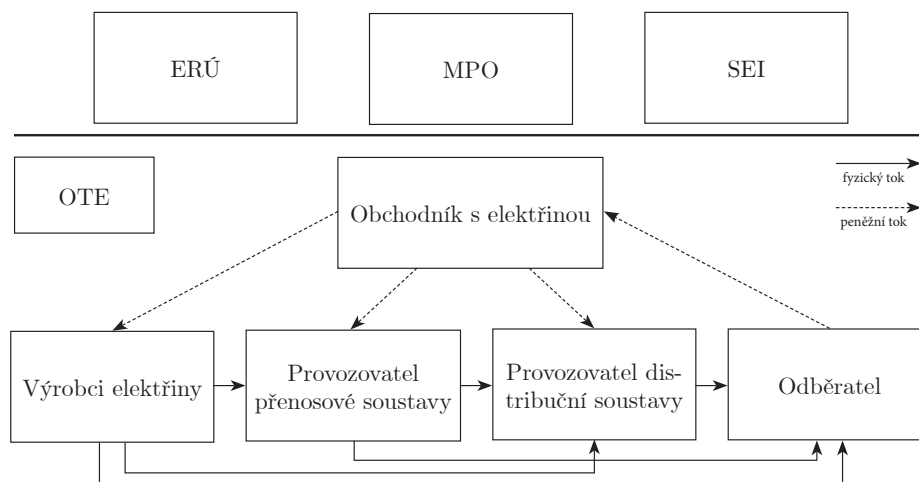 ERÚ
MPO
SEI
OTE
Obchodník s elektřinou
fyzický tok
peněžní tok
Výrobci elektřiny
Provozovatel
přenosové soustavy
Provozovatel dis-
tribuční soustavy
Odběratel